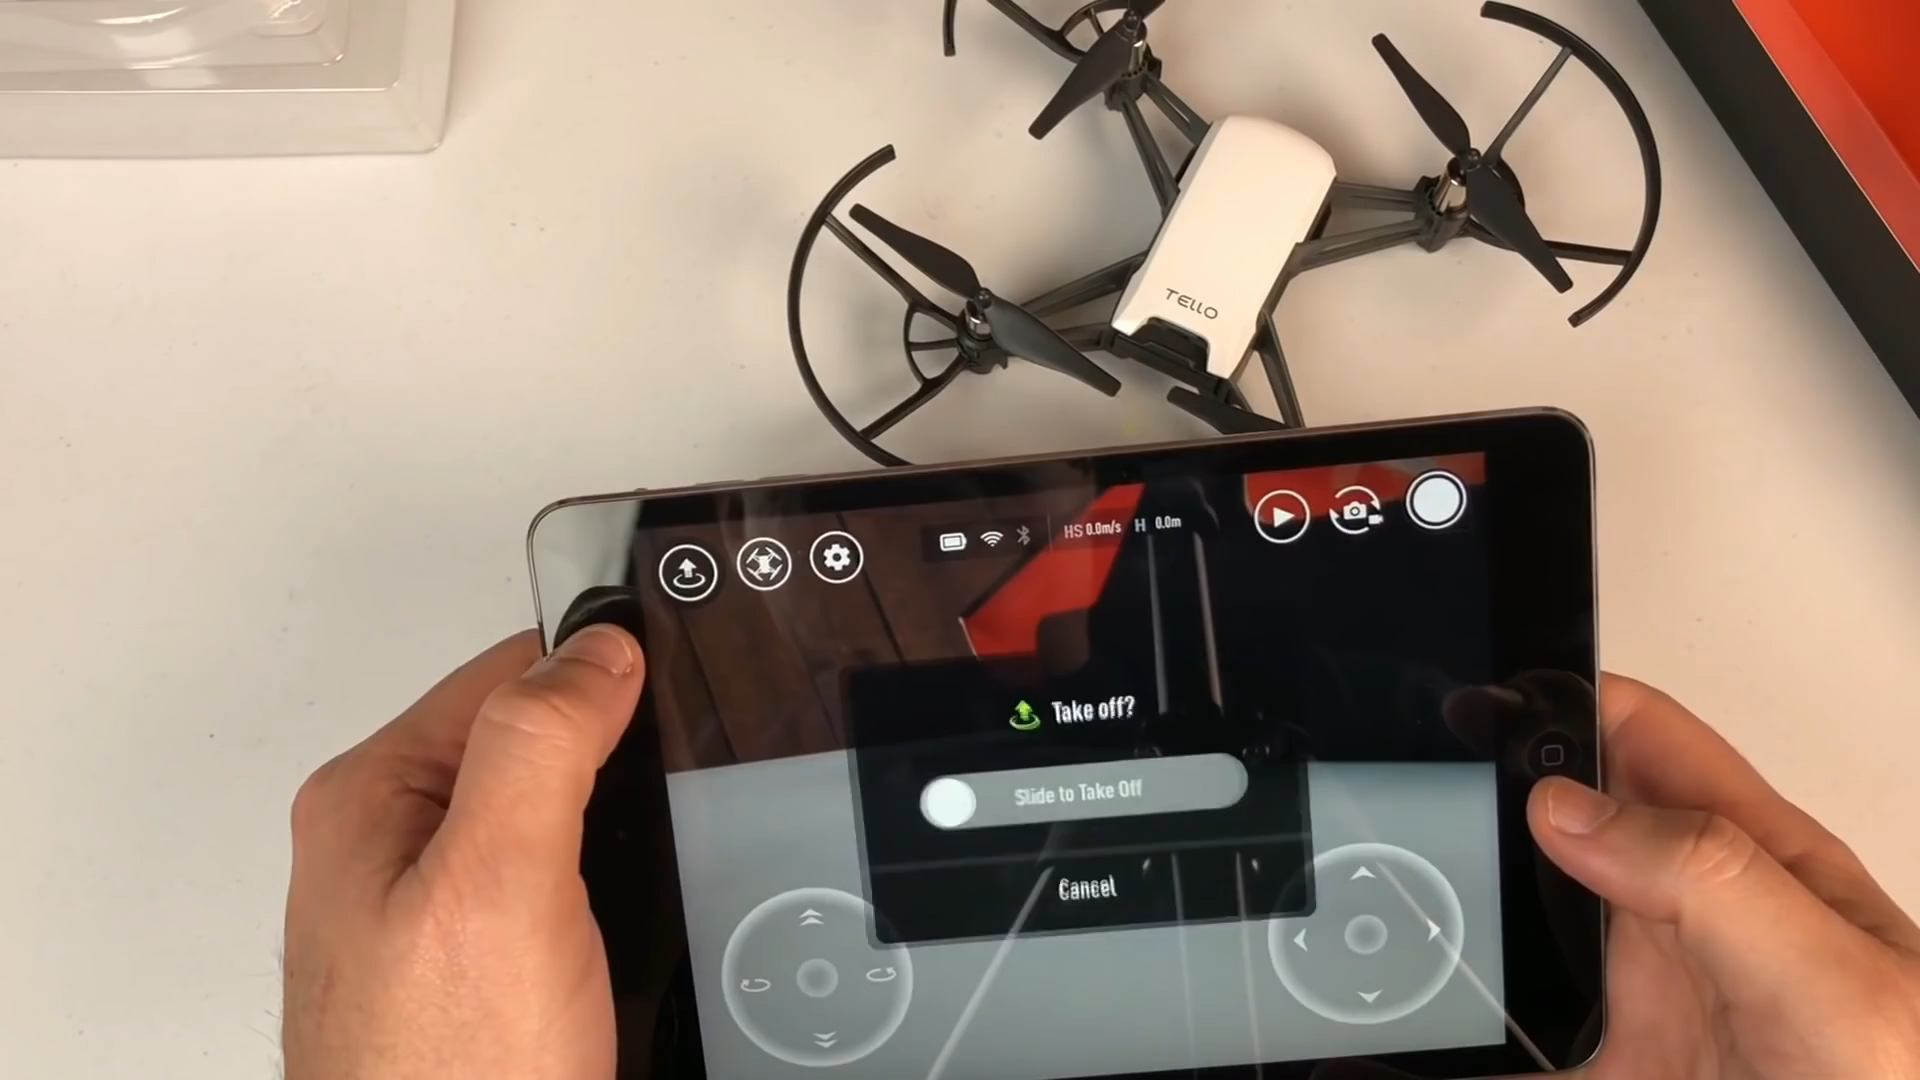 TELLO
HS 0.0m/s H 0.0m
Take off?
Slide to Take Off
Cancel